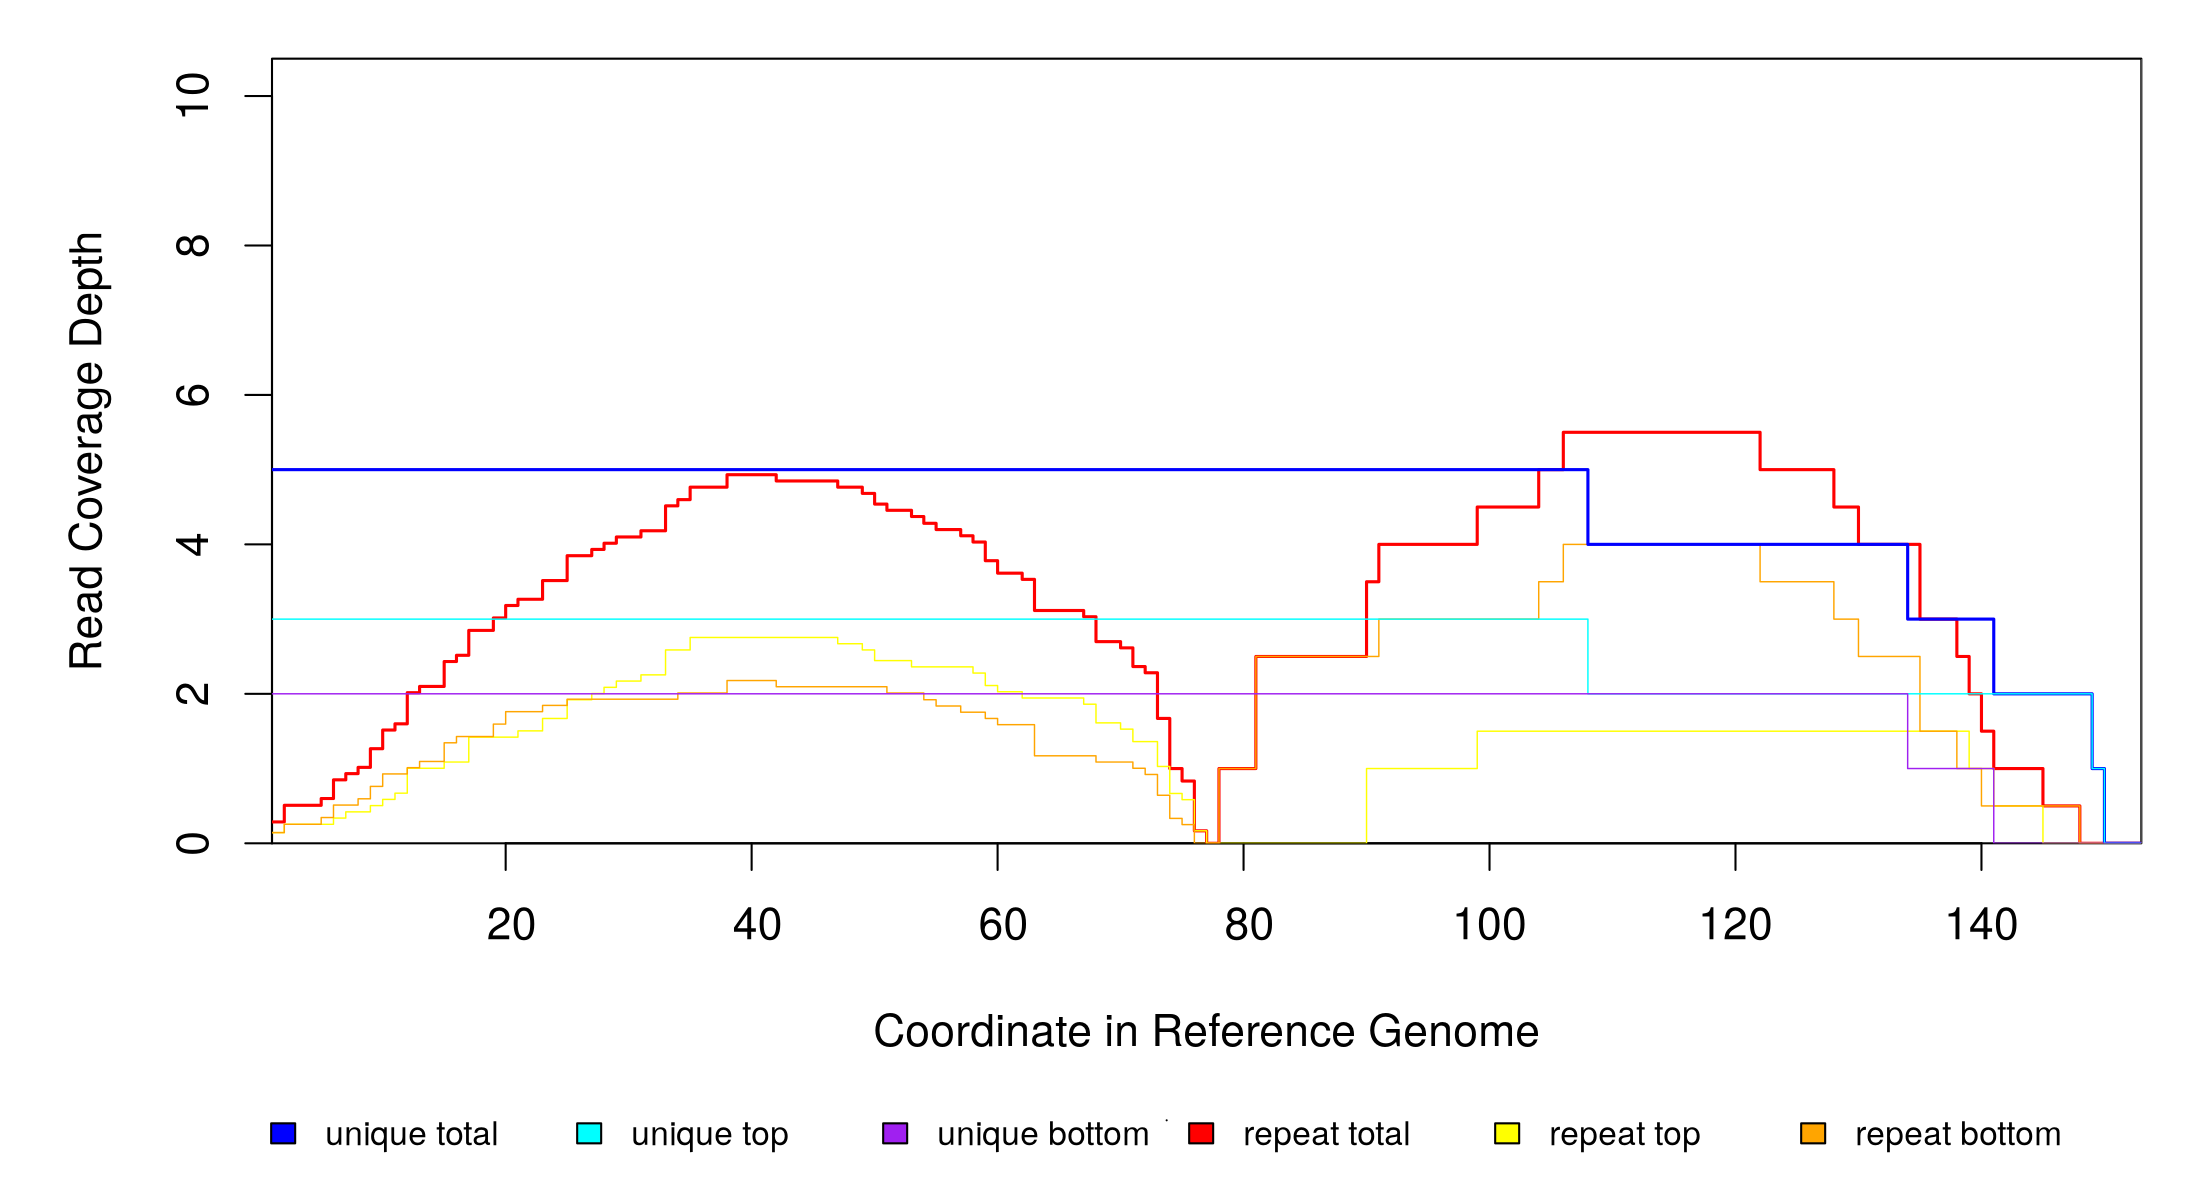 Read Coverage Depth
10
8
6
4
2
0
20 40 60 80 100 120 140
Coordinate in Reference Genome
unique total unique top unique bottom repeat total repeat top repeat bottom